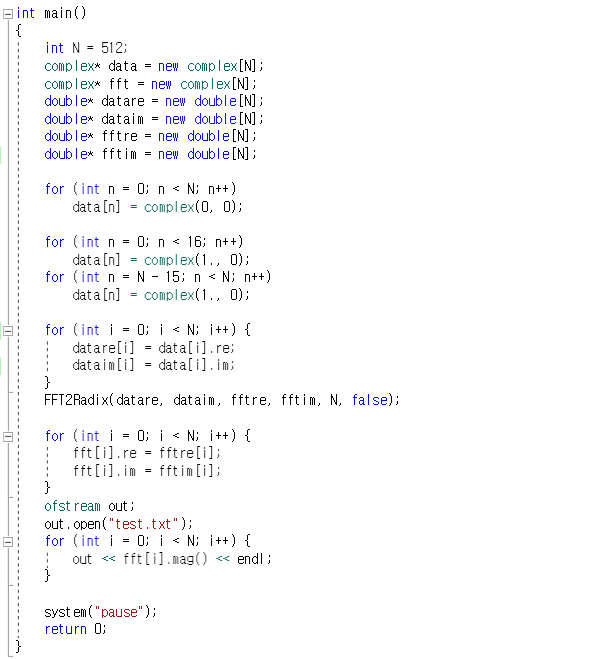 int main()
{
int N = 512;
complex* data = new complex[N];
complex* fft = new complex[N];
double* datare = new double[N];
double* dataim = new double[N];
double* fftre = new double[N];
double* fftim = new double[N];
for (int n = 0; n < N; n++)
data[n] = complex(0, 0);
for (int n = 0; n < 16; n++)
data[n] = complex(1., 0);
for (int n = N - 15; n < N; n++)
data[n] = complex(1., 0);
for (int i = 0; i < N; i++) {
datare[i] = data[i].re;
dataim[i] = data[i].im;
}
FFT2Radix(datare, dataim, fftre, fftim, N, false);
for (int i = 0; i < N; i++) {
fft[i].re = fftre[i];
fft[i].im = fftim[i];
}
ofstream out;
out.open("test.txt");
for (int i = 0; i < N; i++) {
out << fft[i].mag() << endl;
}
system("pause");
return 0;
}